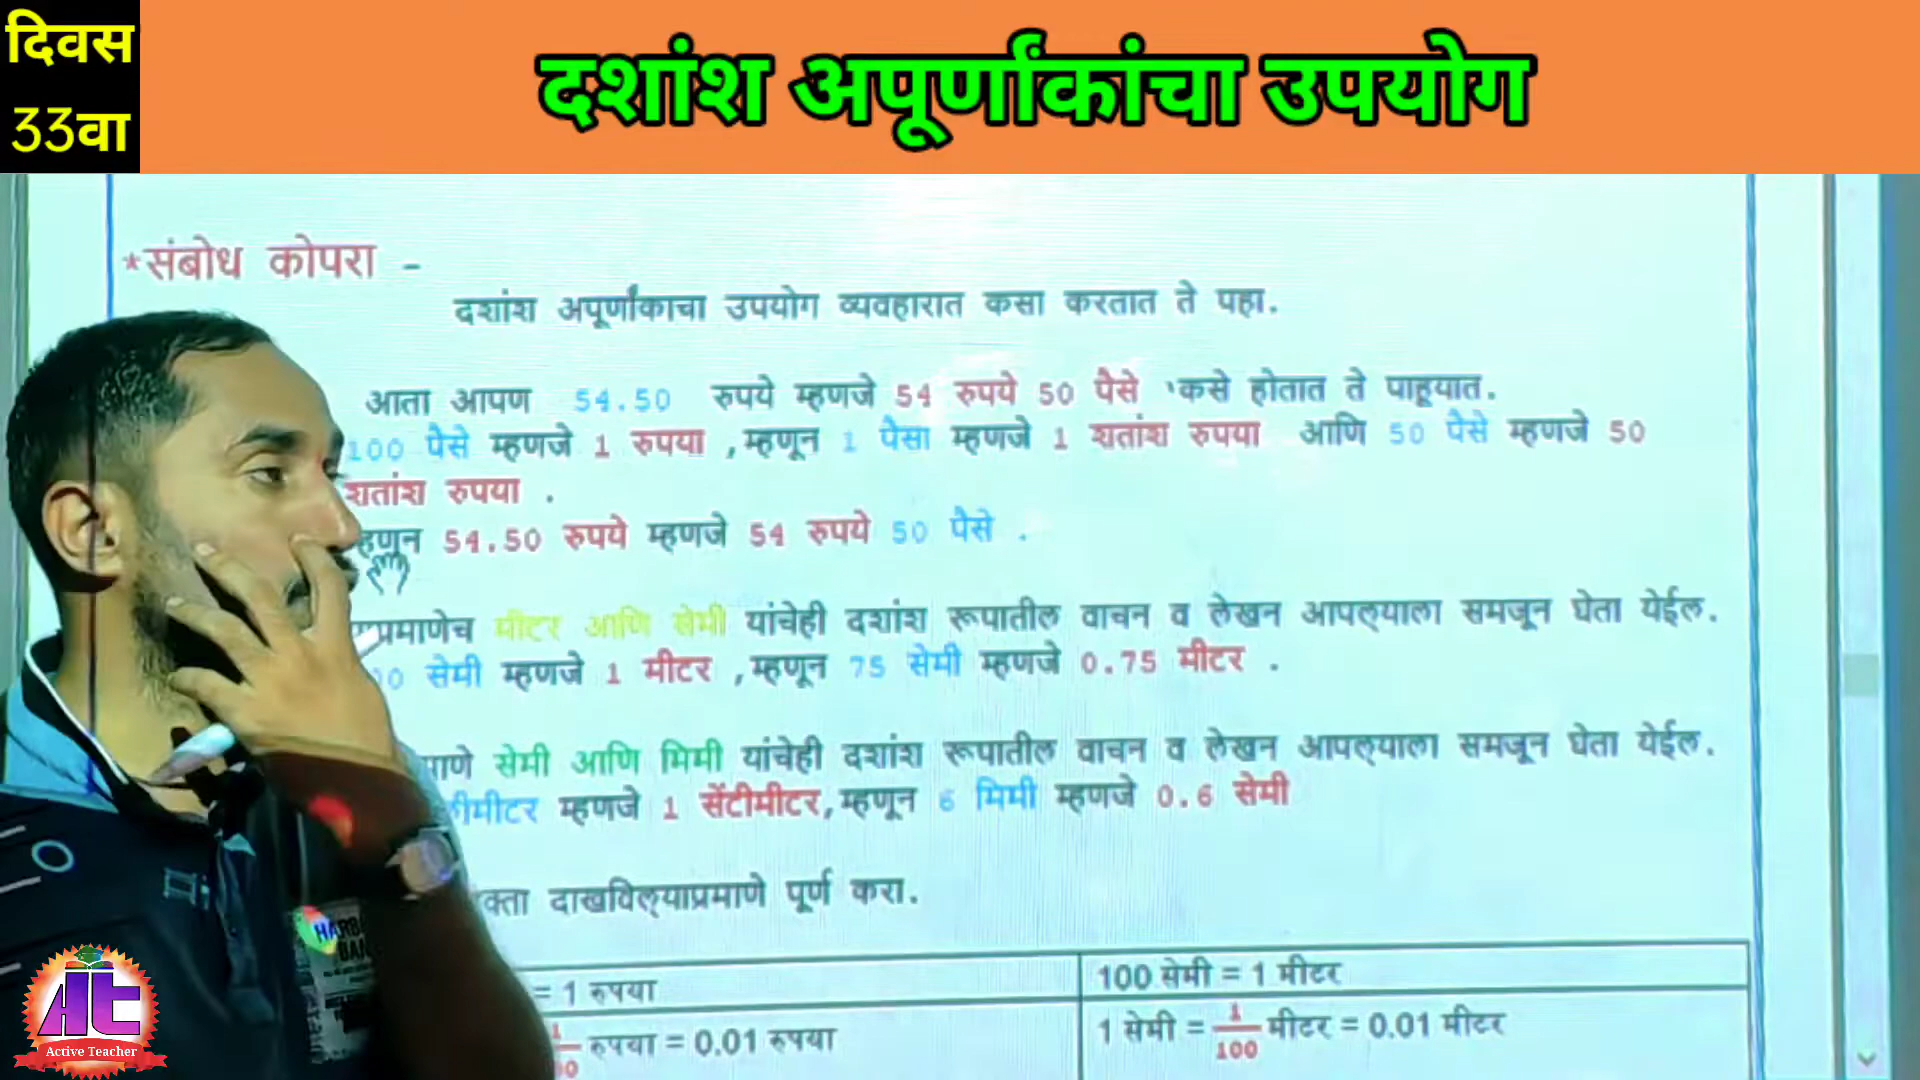 दिवस
33वा
दशांश अपूर्णांकांचा उपयोग
*संबोध कोपरा -
दशांश अपूर्णांकाचा उपयोग व्यवहारात कसा करतात ते पहा.
आता आपण 54.50 रुपये म्हणजे 54 रुपये 50 पैसे 'कसे होतात ते पाहूयात.
100 पैसे म्हणजे 1 रुपया ,म्हणून 1 पैसा म्हणजे 1 शतांश रुपया आणि 50 पैसे म्हणजे 50
शतांश रुपया .
म्हणून 54.50 रुपये म्हणजे 54 रुपये 50 पैसे .
मीटर आणि सेमी यांचेही दशांश रूपातील वाचन व लेखन आपल्याला समजून घेता येईल.
सेमी म्हणजे 1 मीटर ,म्हणून 75 सेमी म्हणजे 0.75 मीटर .
सेमी आणि मिमी यांचेही दशांश रूपातील वाचन व लेखन आपल्याला समजून घेता येईल.
म्हणजे 1 सेंटीमीटर,म्हणून 6 मिमी म्हणजे 0.6 सेमी
दाखविल्याप्रमाणे पूर्ण करा.
= 1 रुपया
100 सेमी = 1 मीटर
रुपया = 0.01 रुपया
1 सेमी = 1/100 मीटर = 0.01 मीटर
HARB
BAN
At
Active Teacher